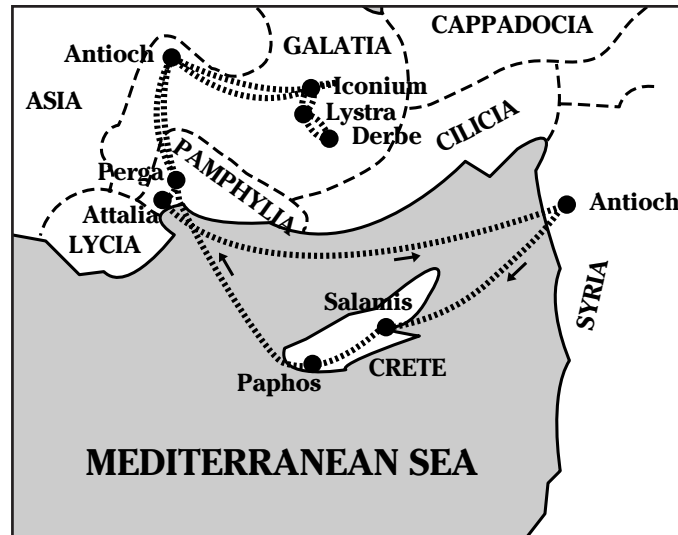 CAPPADOCIA
GALATIA
Antioch
ASIA
Iconium
Lystra
Derbe
CILICIA
Perga
PAMPHYLIA
Attalia
LYCIA
Antioch
SYRIA
Salamis
CRETE
Paphos
MEDITERRANEAN SEA